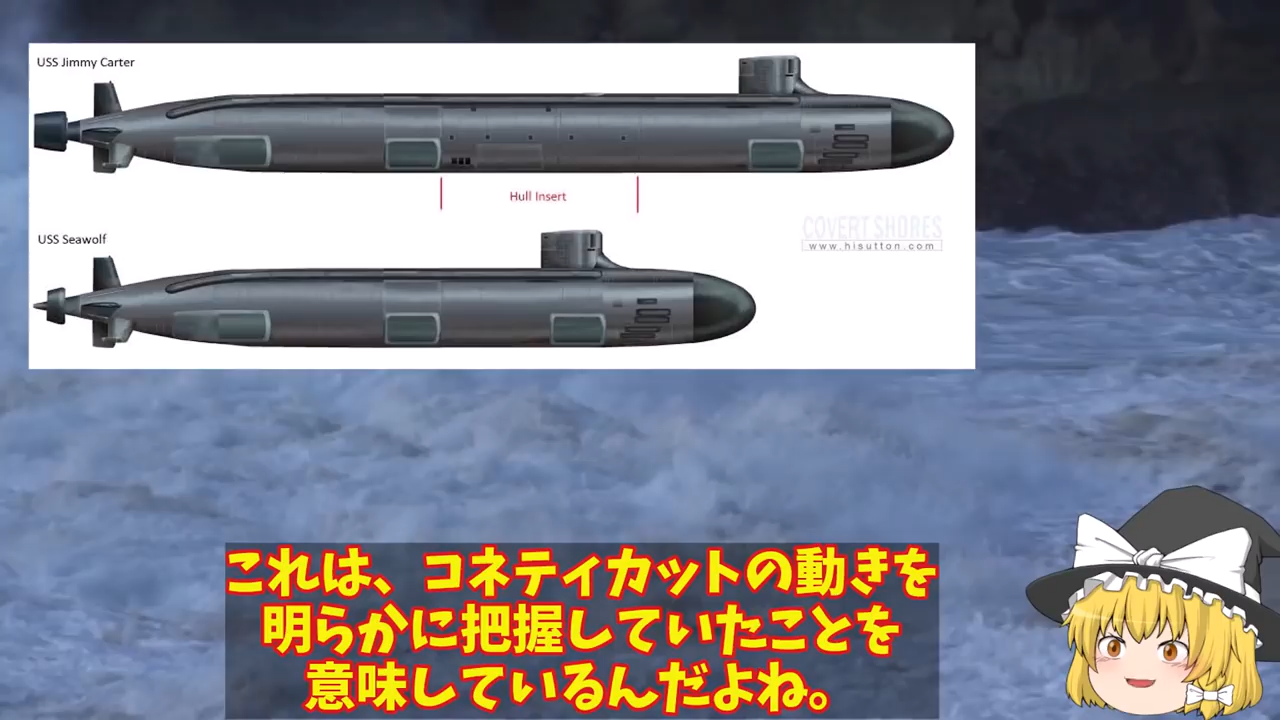 USS Jimmy Carter
Hull Insert
USS Seawolf
COVERT SHORES
www.hisutton.com
これは、コネティカットの動きを
明らかに把握していたことを
意味しているんだよね。